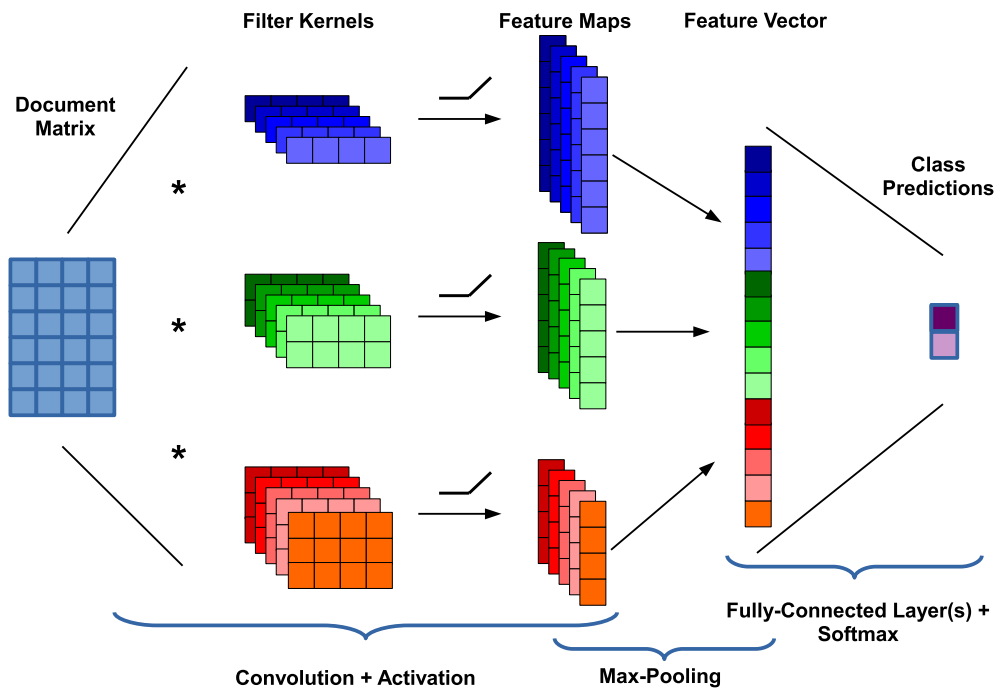 Filter Kernels
Feature Maps
Feature Vector
Document
Matrix
*
*
*
Class
Predictions
Fully-Connected Layer(s) +
Softmax
Convolution + Activation
Max-Pooling